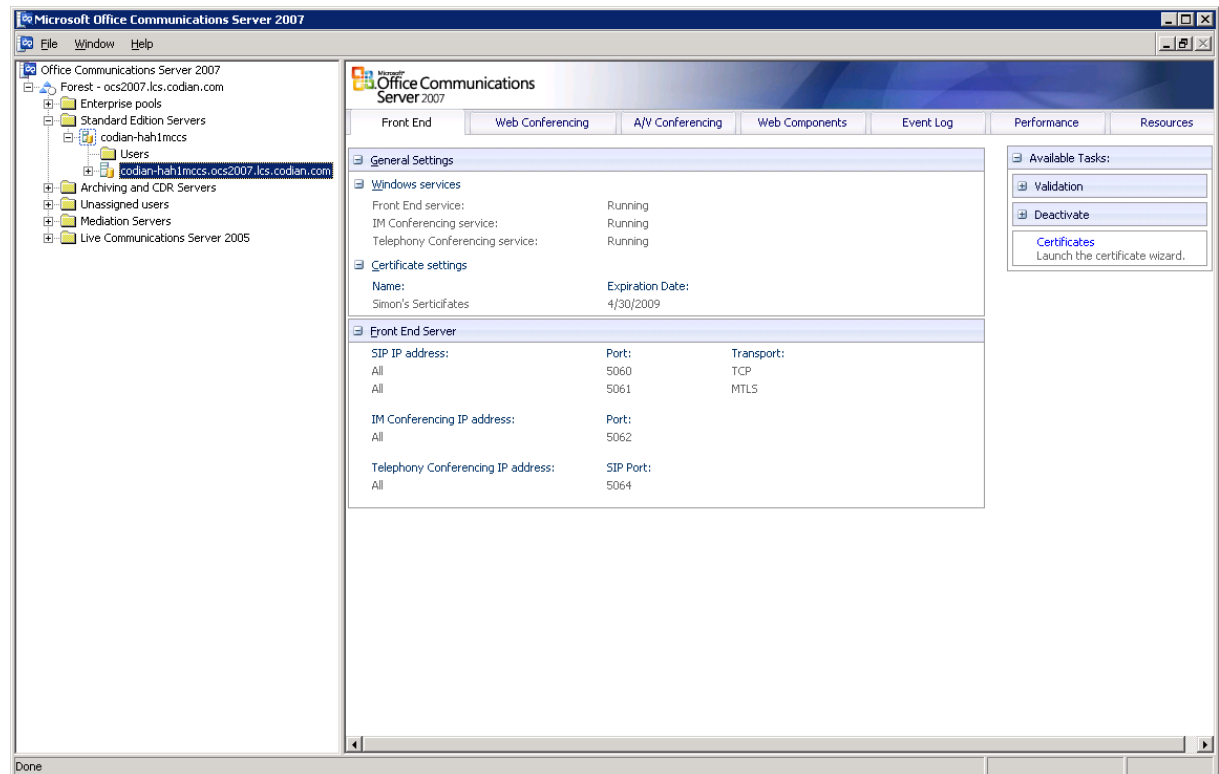 Microsoft Office Communications Server 2007
File Window Help
Office Communications Server 2007
Forest - ocs2007.lcs.codian.com
Enterprise pools
Standard Edition Servers
codian-hah1mccs
Users
codian-hah1mccs.ocs2007.lcs.codian.com
Archiving and CDR Servers
Unassigned users
Mediation Servers
Live Communications Server 2005
Microsoft
Office Communications
Server 2007
Front End Web Conferencing A/V Conferencing Web Components Event Log Performance Resources
General Settings
Windows services
Front End service: Running
IM Conferencing service: Running
Telephony Conferencing service: Running
Certificate settings
Name: Expiration Date:
Simon's Serticifates 4/30/2009
Front End Server
SIP IP address: Port: Transport:
All 5060 TCP
All 5061 MTLS
IM Conferencing IP address: Port:
All 5062
Telephony Conferencing IP address: SIP Port:
All 5064
Available Tasks:
Validation
Deactivate
Certificates
Launch the certificate wizard.
Done